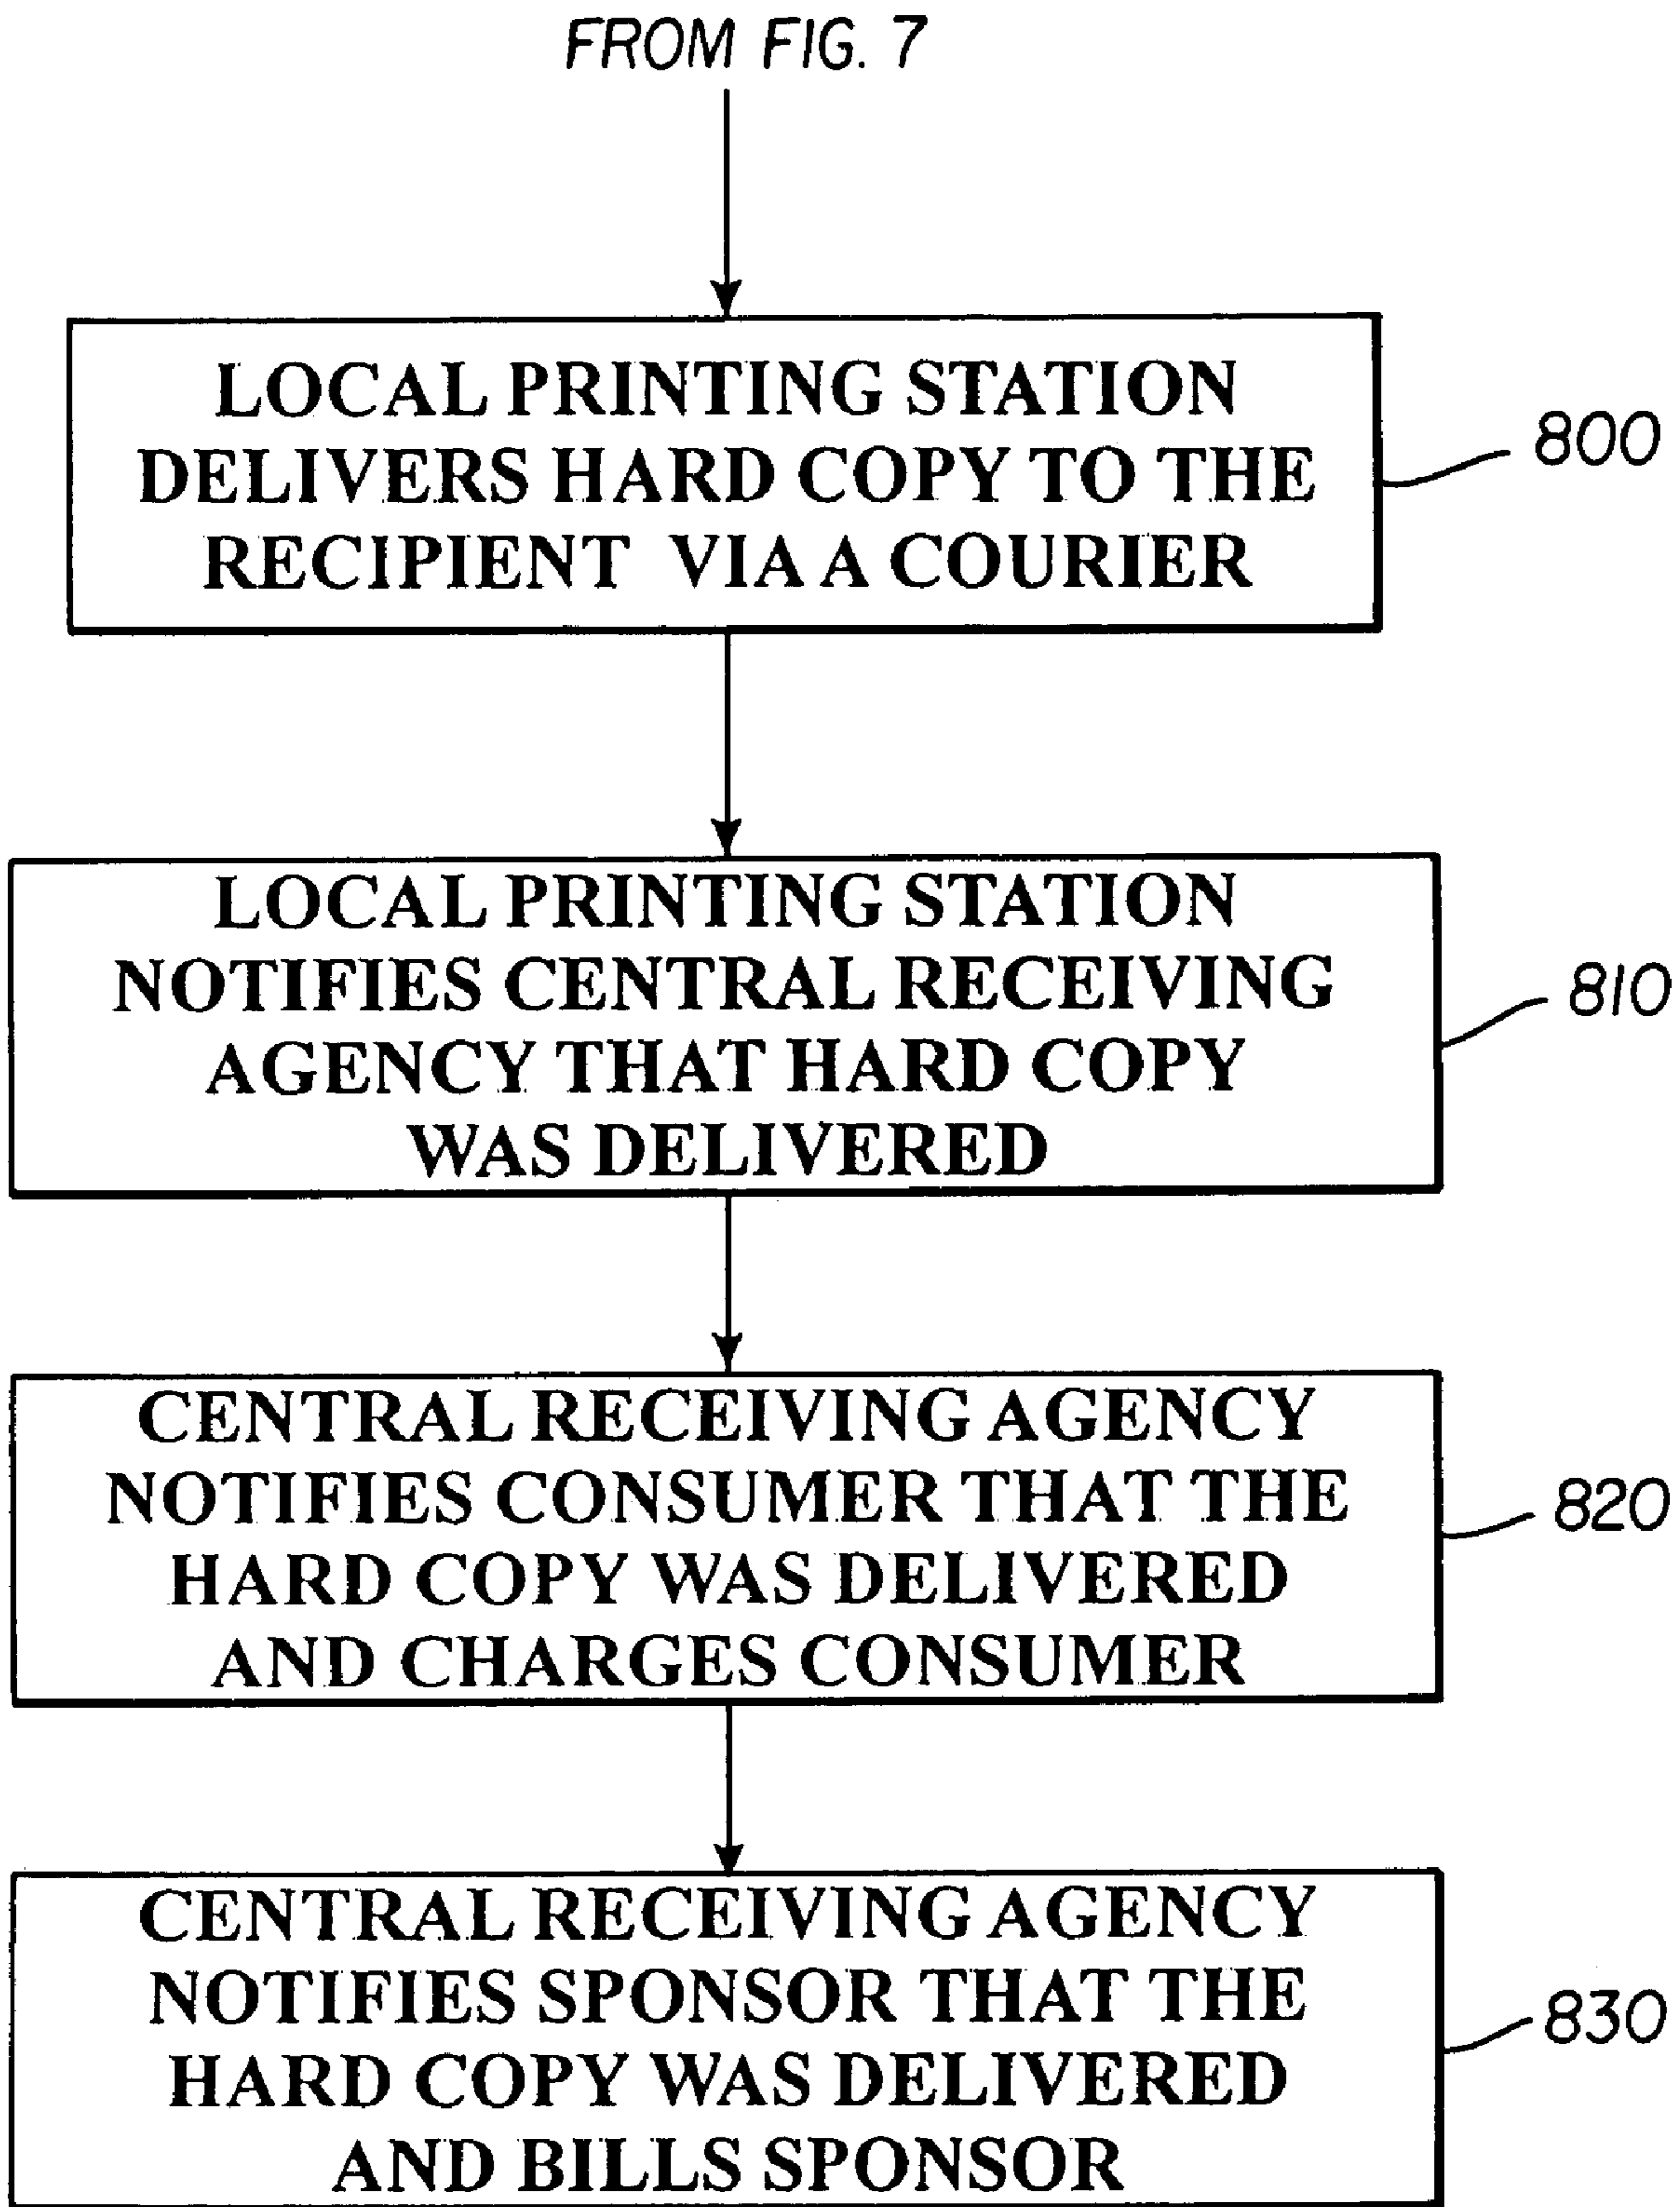 FROM FIG. 7
LOCAL PRINTING STATION
DELIVERS HARD COPY TO THE
RECIPIENT VIA A COURIER
800
LOCAL PRINTING STATION
NOTIFIES CENTRAL RECEIVING
AGENCY THAT HARD COPY
WAS DELIVERED
810
CENTRAL RECEIVING AGENCY
NOTIFIES CONSUMER THAT THE
HARD COPY WAS DELIVERED
AND CHARGES CONSUMER
820
CENTRAL RECEIVING AGENCY
NOTIFIES SPONSOR THAT THE
HARD COPY WAS DELIVERED
AND BILLS SPONSOR
830